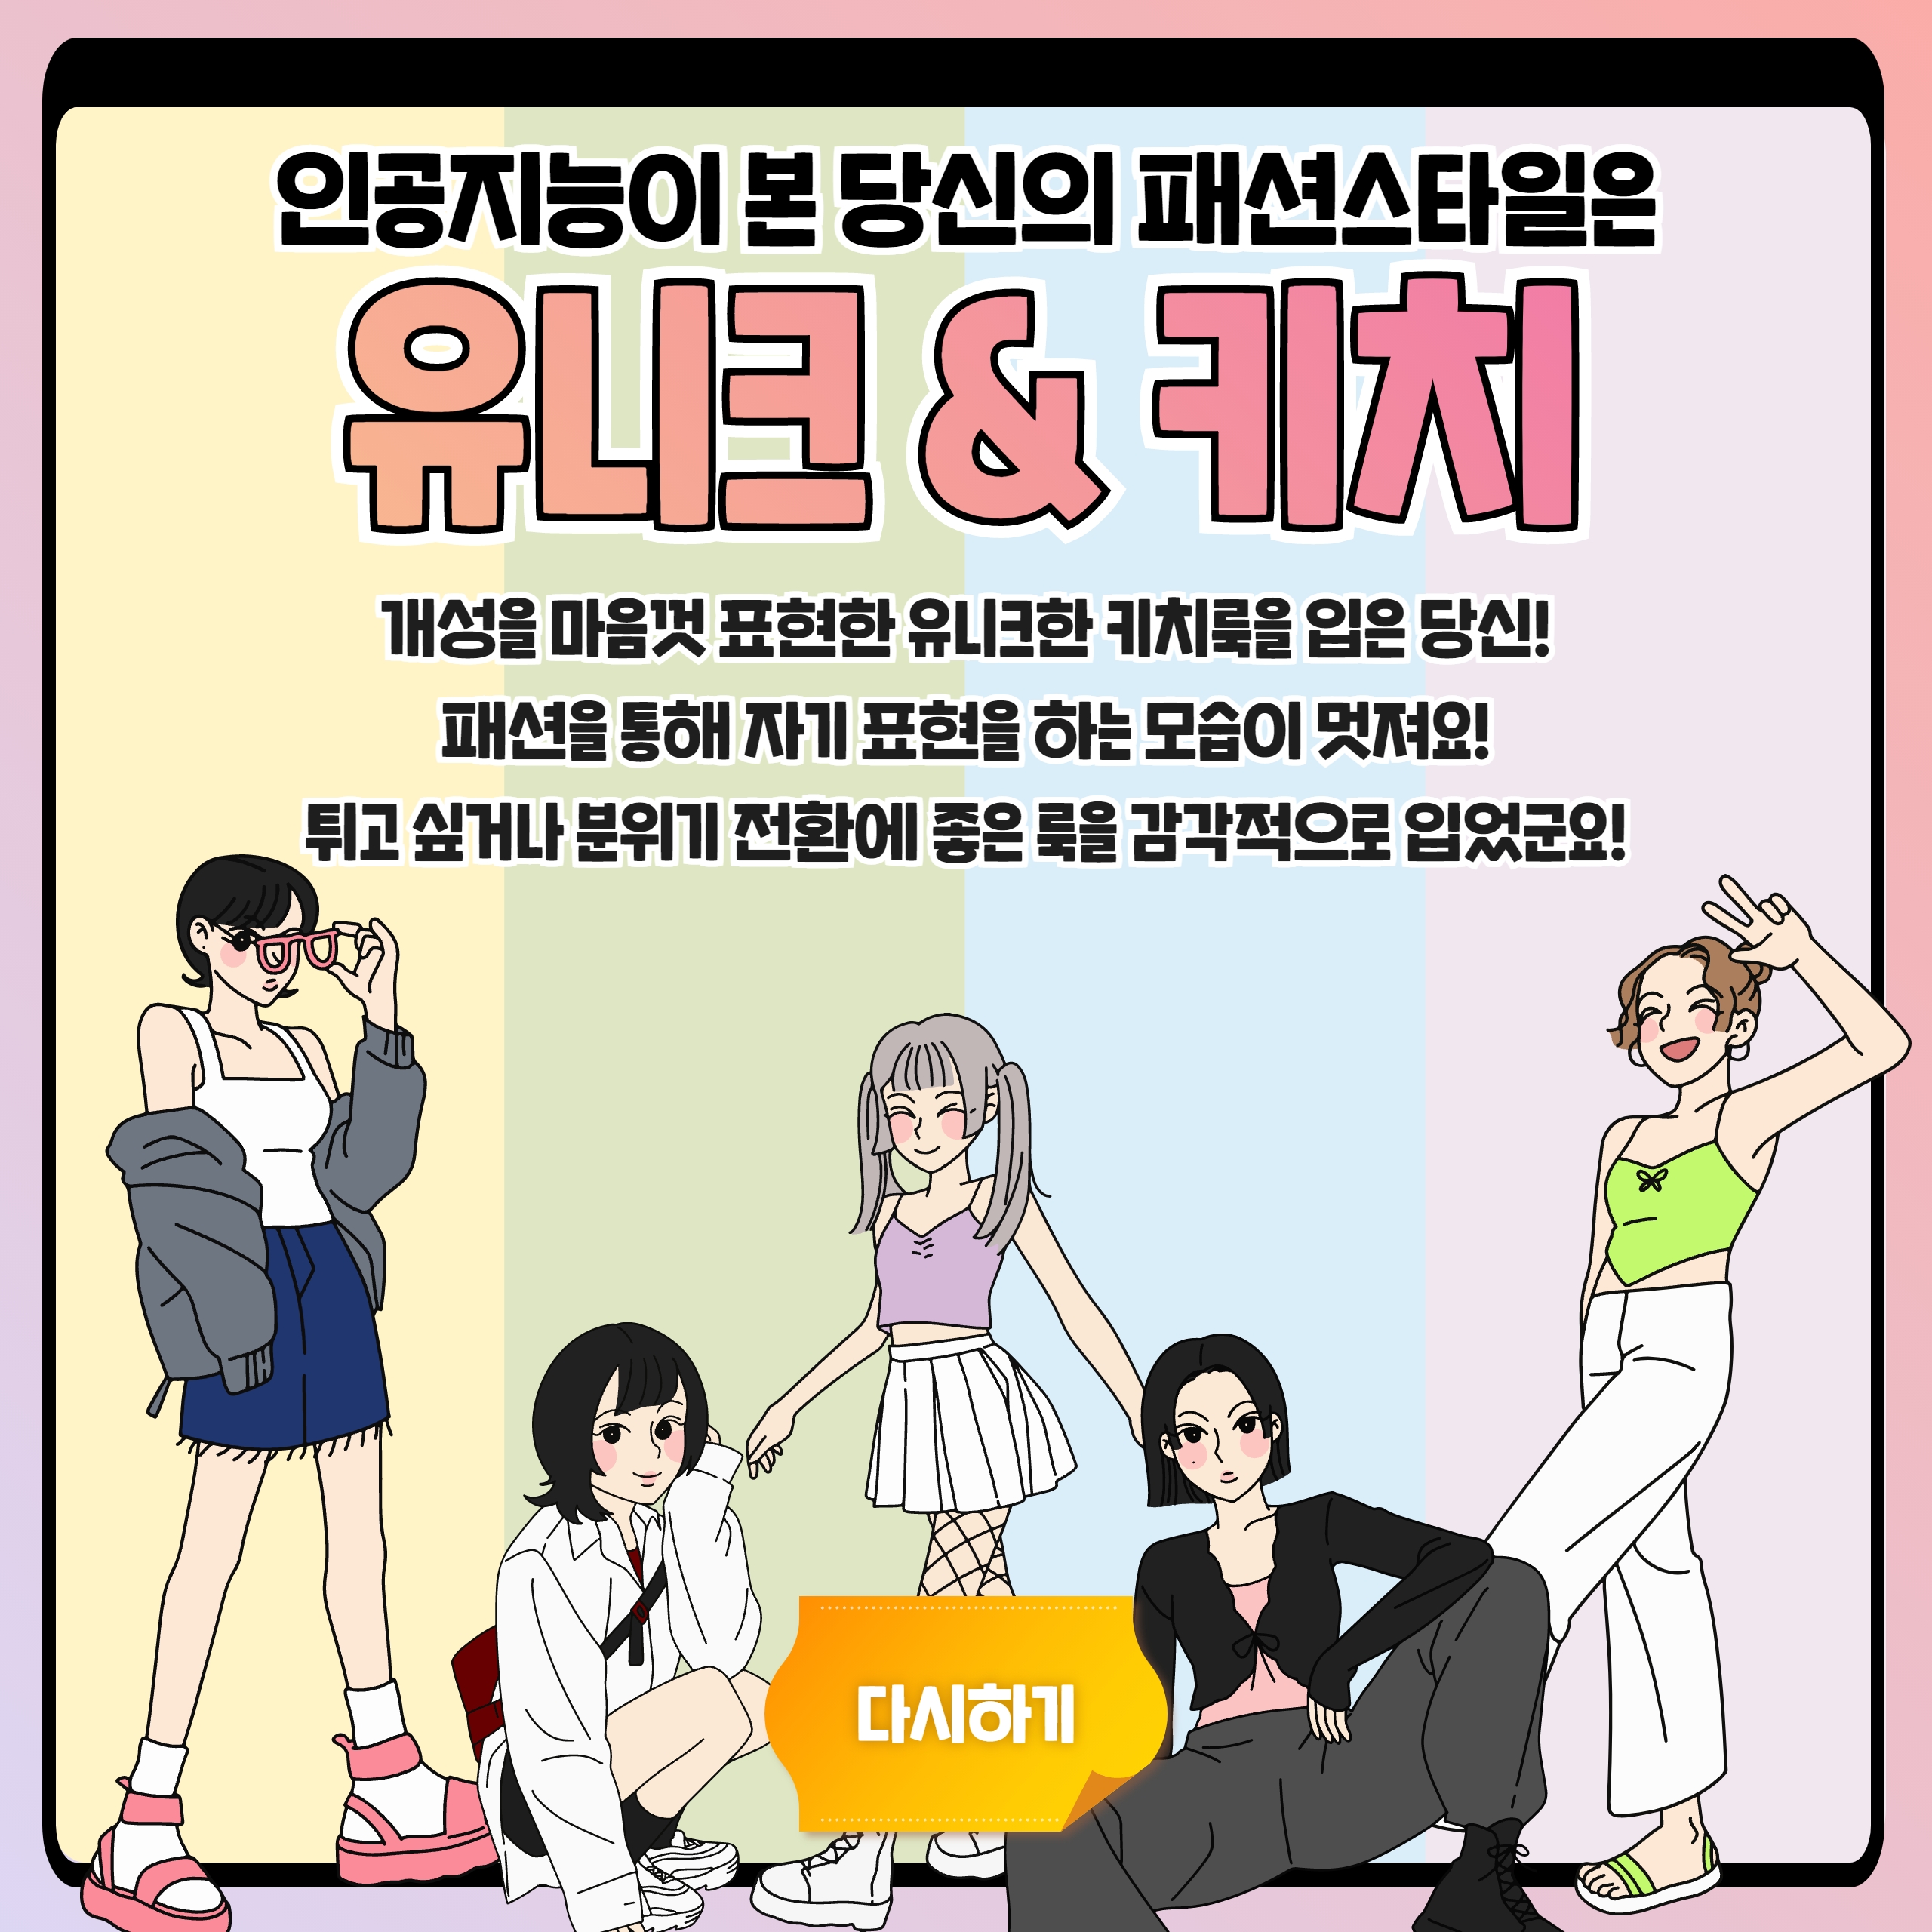 인공지능이 본 당신의 패션스타일은
유니크 & 키치
개성을 마음껏 표현한 유니크한 키치룩을 입은 당신!
패션을 통해 자기 표현을 하는 모습이 멋져요!
튀고 싶거나 분위기 전환에 좋은 룩을 감각적으로 입었군요!
다시하기